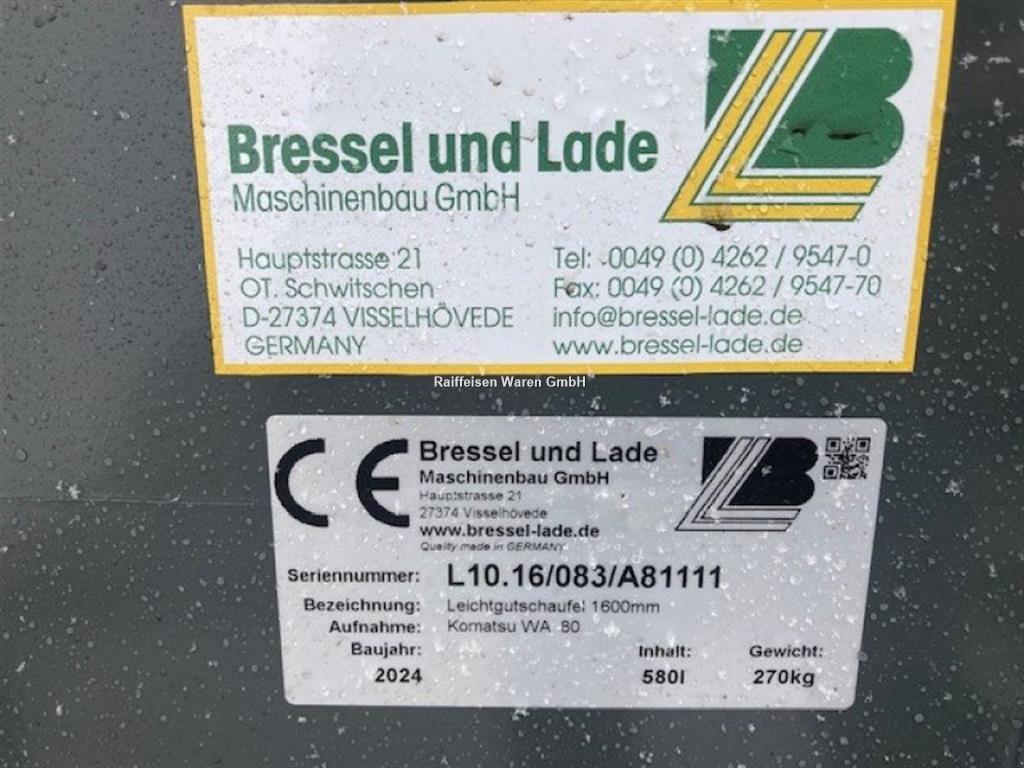 Bressel und Lade
Maschinenbau GmbH
LB
Hauptstrasse 21
OT. Schwitschen
D-27374 VISSELHÖVEDE
GERMANY
Tel: 0049 (0) 4262 / 9547-0
Fax: 0049 (0) 4262 / 9547-70
info@bressel-lade.de
www.bressel-lade.de
Raiffeisen Waren GmbH
CE
Bressel und Lade
Maschinenbau GmbH
Hauptstrasse 21
27374 Visselhövede
www.bressel-lade.de
Quality made in GERMANY
LB
Seriennummer: L10.16/083/A81111
Bezeichnung: Leichtgutschaufel 1600mm
Aufnahme: Komatsu WA 80
Baujahr: Inhalt: Gewicht:
2024 580l 270kg